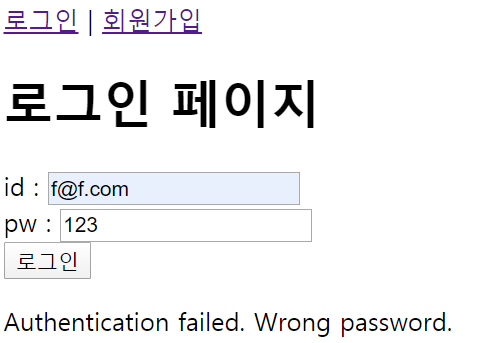 로그인 | 회원가입
로그인 페이지
id : f@f.com
pw : 123
로그인
Authentication failed. Wrong password.